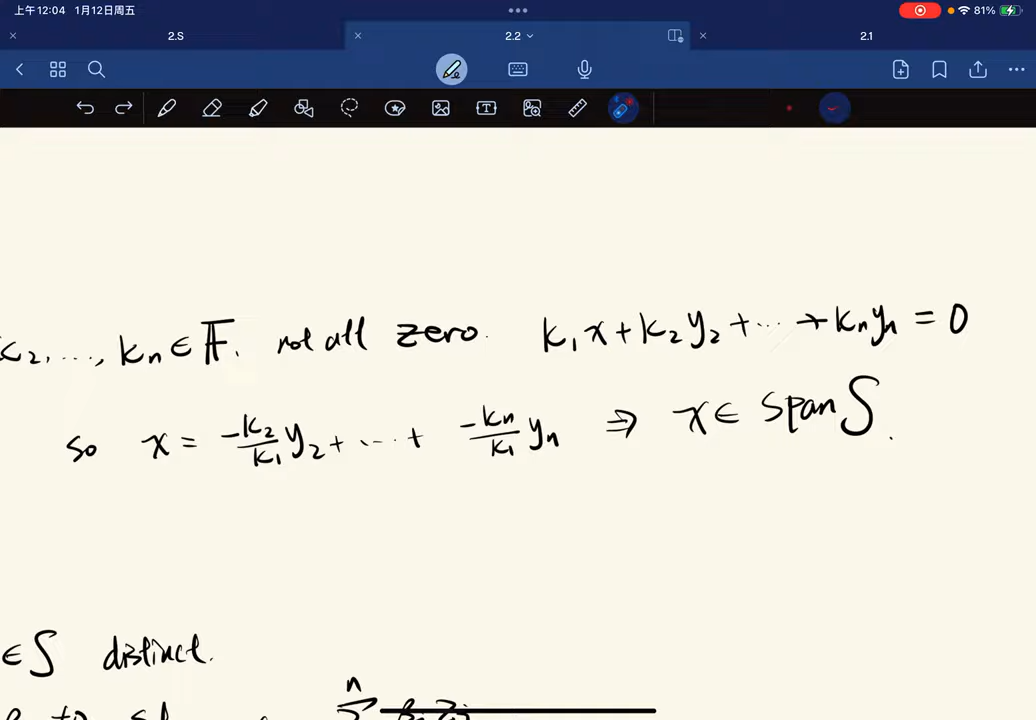 上午12:04 1月12日周五
81%
2.S
2.2
2.1
k₂, ..., kₙ ∈ 𝔽. not all zero. k₁x + k₂y₂ + ... + kₙyₙ = 0
so x = -k₂/k₁ y₂ + ... + -kₙ/k₁ yₙ ⇒ x ∈ span S.
∈ S distinct.
to
n